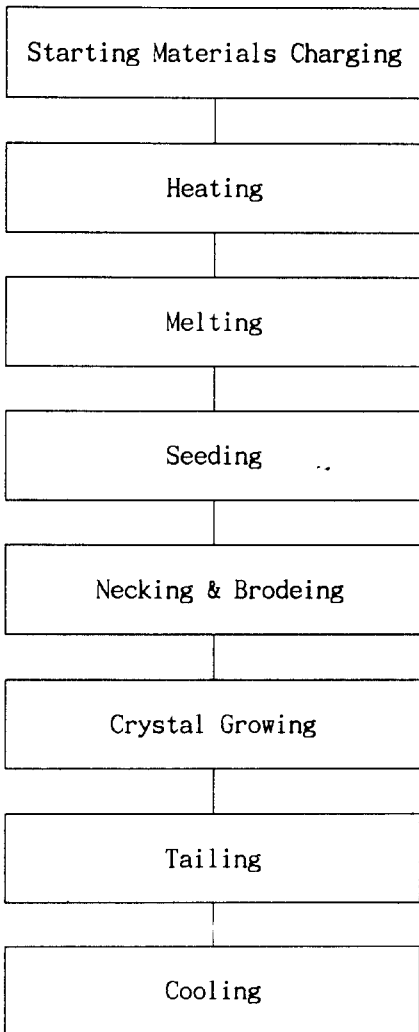 Starting Materials Charging
Heating
Melting
Seeding
Necking & Brodeing
Crystal Growing
Tailing
Cooling